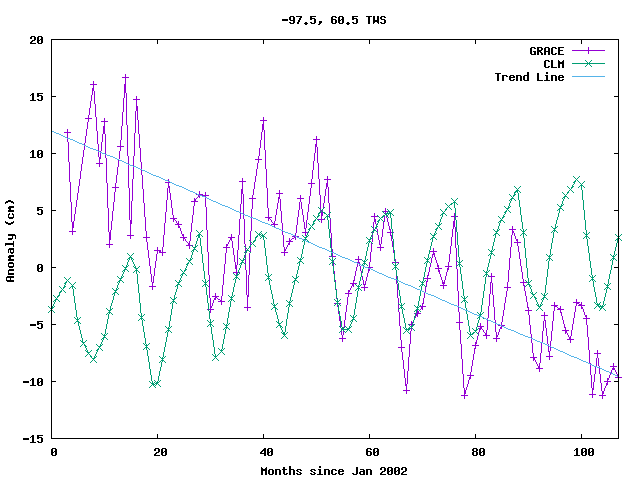 -97.5, 60.5 TWS
GRACE
CLM
Trend Line
20
15
10
5
0
-5
-10
-15
Anomaly (cm)
0 20 40 60 80 100
Months since Jan 2002